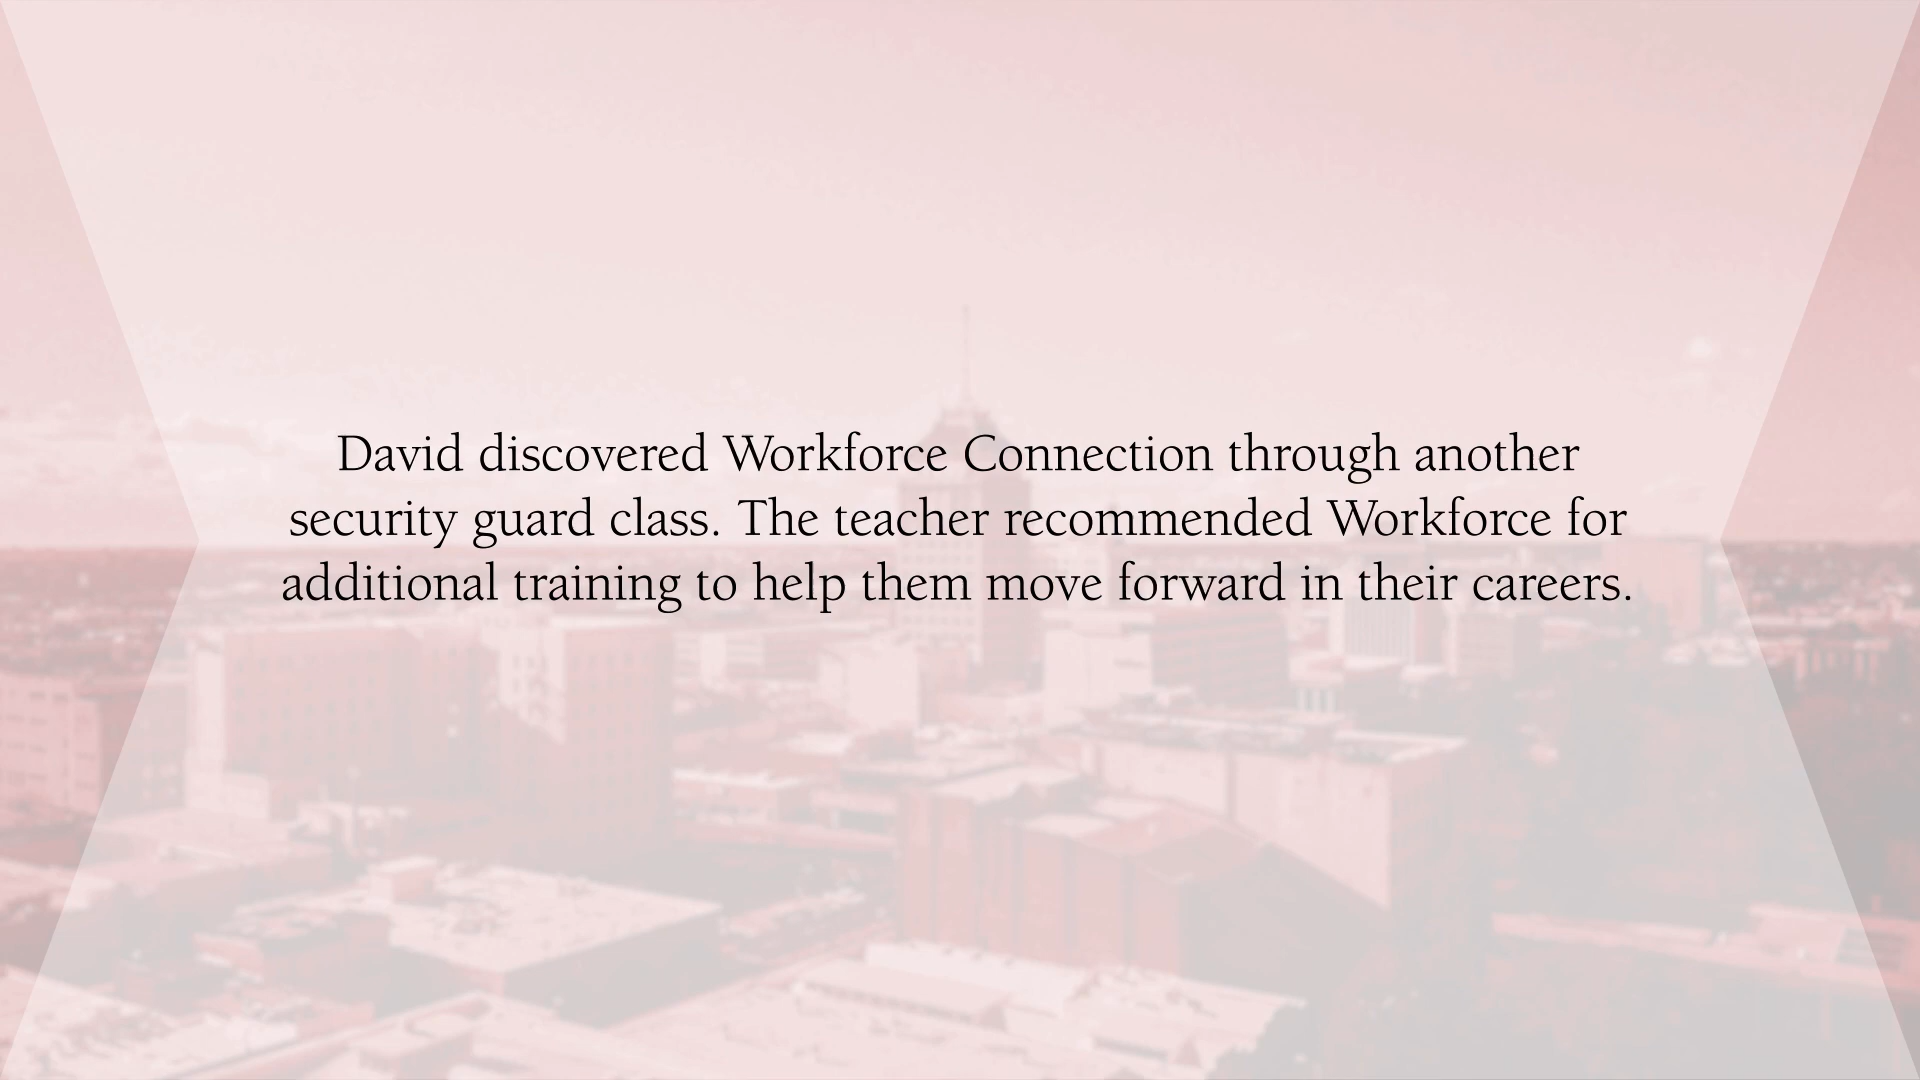 David discovered Workforce Connection through another
security guard class. The teacher recommended Workforce for
additional training to help them move forward in their careers.